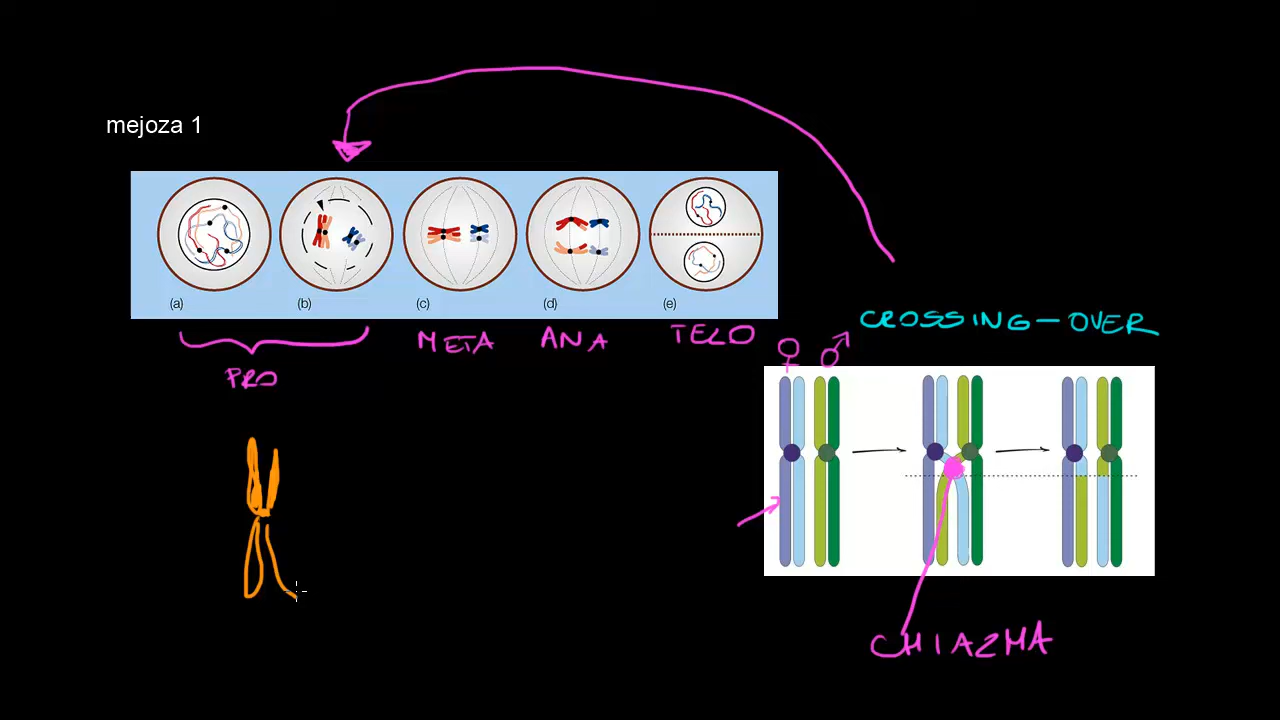 mejoza 1
(a) (b) (c) (d) (e)
PRO META ANA TELO
CROSSING-OVER
♀ ♂
CHIAZMA